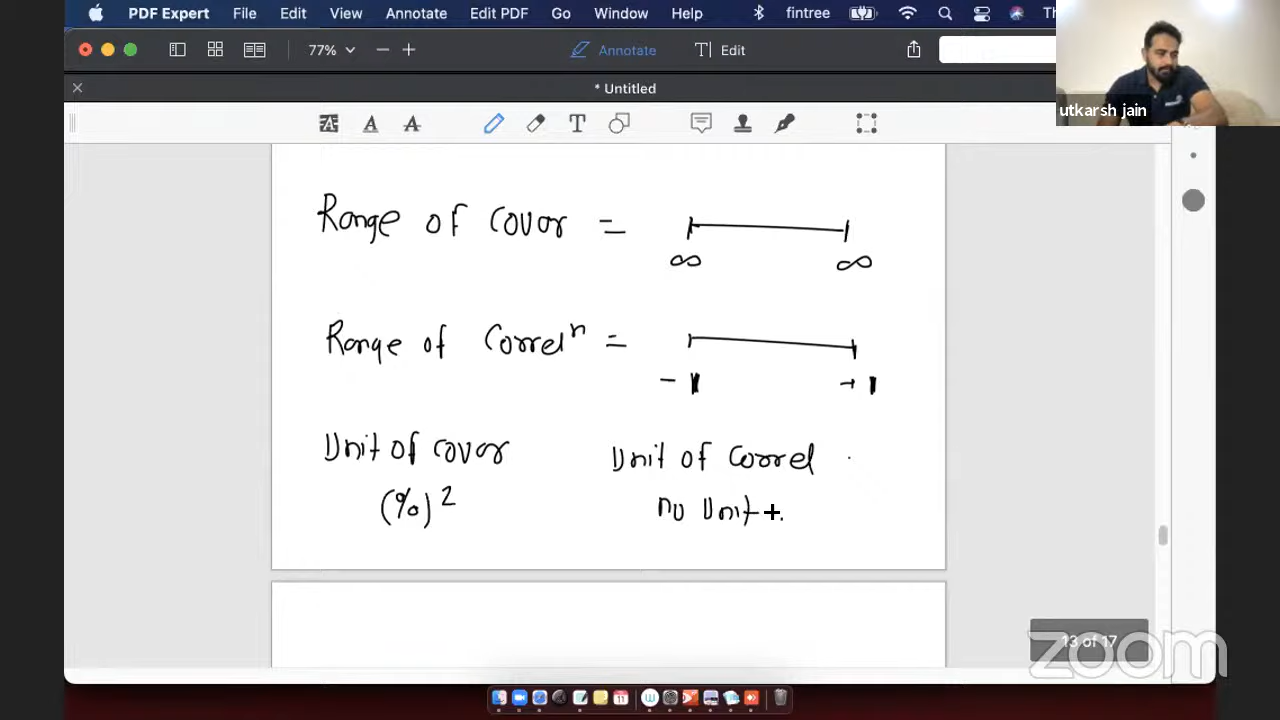 PDF Expert File Edit View Annotate Edit PDF Go Window Help fintree Th
77% Annotate Edit
utkarsh jain
* Untitled
A A A T
Range of covar =
∞ ∞
Range of Correlⁿ =
- 1 + 1
Unit of covar Unit of Correl
(%)² no Unit
13 of 17
zoom
11